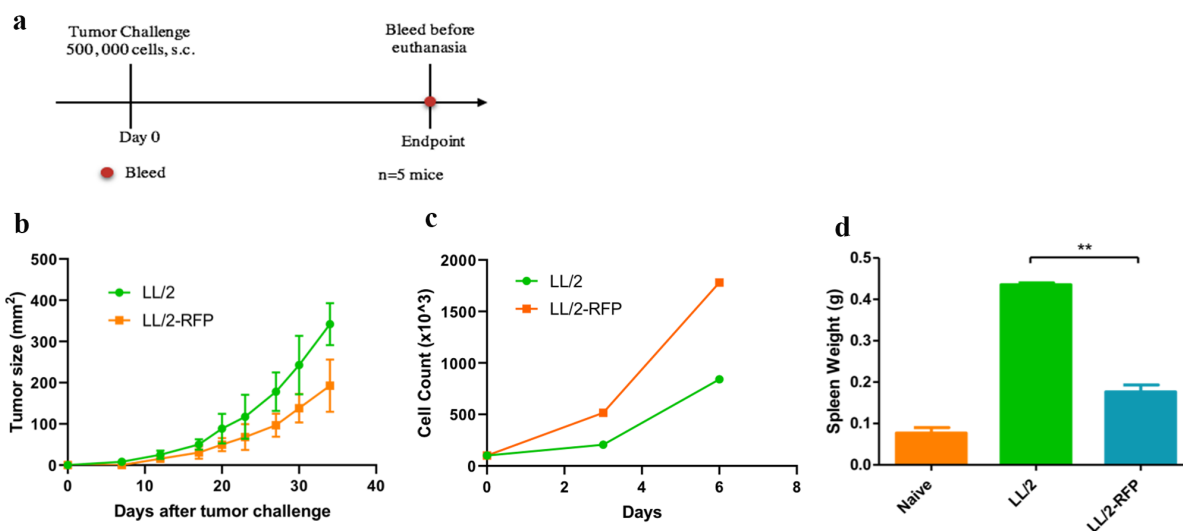 a
Tumor Challenge
500,000 cells, s.c.
Bleed before
euthanasia
Day 0
Endpoint
Bleed
n=5 mice
b
Tumor size (mm²)
500
400
300
200
100
0
LL/2
LL/2-RFP
0
10
20
30
40
Days after tumor challenge
c
Cell Count (x10^3)
2000
1500
1000
500
0
LL/2
LL/2-RFP
0
2
4
6
8
Days
d
Spleen Weight (g)
0.5
0.4
0.3
0.2
0.1
0.0
**
Naive
LL/2
LL/2-RFP